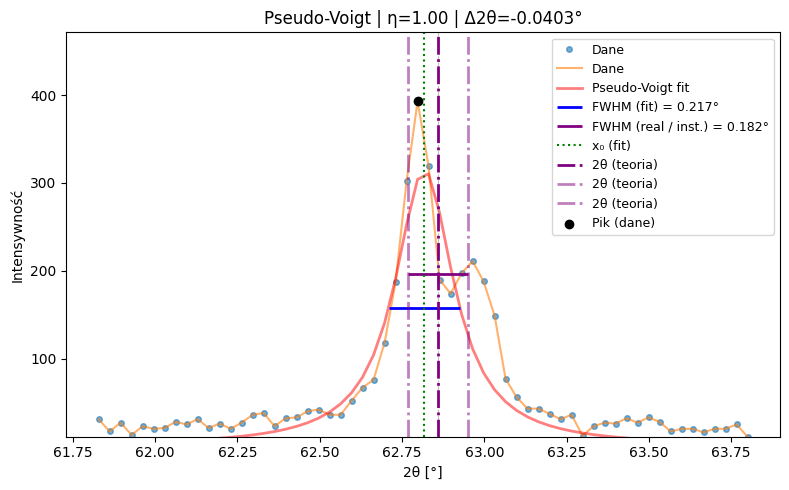 Pseudo-Voigt | η=1.00 | Δ2θ=-0.0403°
Dane
Dane
Pseudo-Voigt fit
FWHM (fit) = 0.217°
FWHM (real / inst.) = 0.182°
x₀ (fit)
2θ (teoria)
2θ (teoria)
2θ (teoria)
Pik (dane)
Intensywność
400
300
200
100
61.75 62.00 62.25 62.50 62.75 63.00 63.25 63.50 63.75
2θ [°]